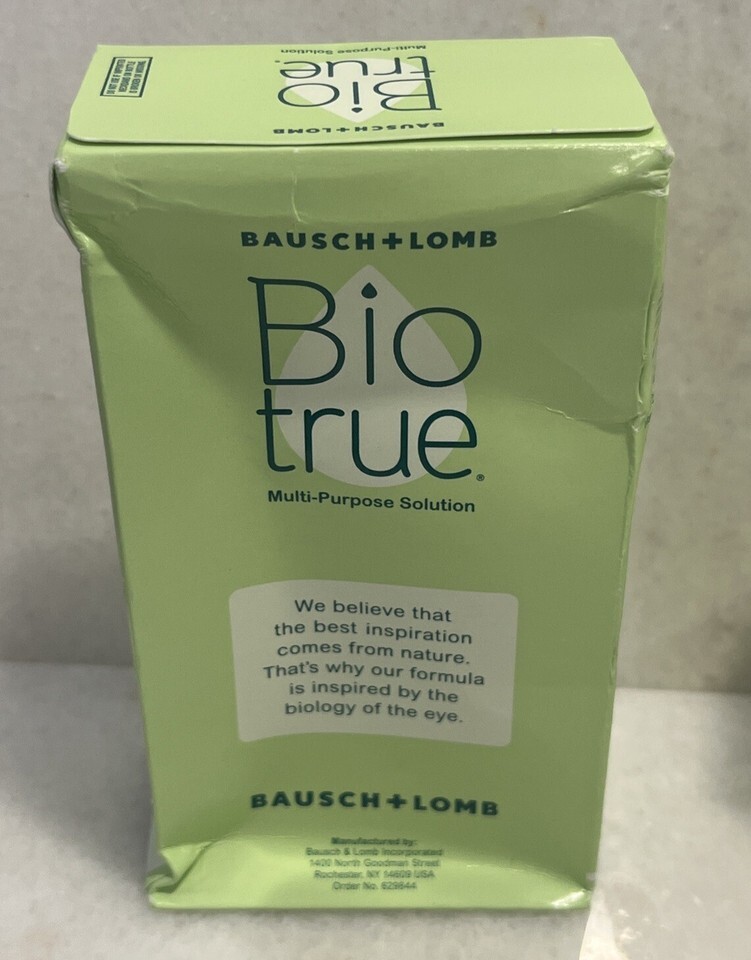 Multi-Purpose Solution
Bio
true®
BAUSCH+LOMB
BAUSCH+LOMB
Bio
true®
Multi-Purpose Solution
We believe that
the best inspiration
comes from nature.
That's why our formula
is inspired by the
biology of the eye.
BAUSCH+LOMB
Manufactured by:
Bausch & Lomb Incorporated
1400 North Goodman Street
Rochester, NY 14609 USA
Order No. 629844